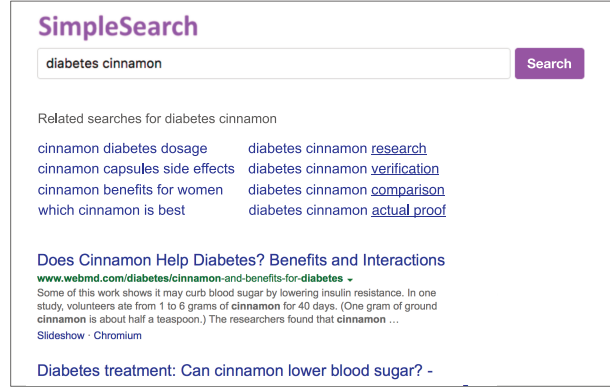 SimpleSearch
diabetes cinnamon
Search
Related searches for diabetes cinnamon
cinnamon diabetes dosage
cinnamon capsules side effects
cinnamon benefits for women
which cinnamon is best
diabetes cinnamon research
diabetes cinnamon verification
diabetes cinnamon comparison
diabetes cinnamon actual proof
Does Cinnamon Help Diabetes? Benefits and Interactions
www.webmd.com/diabetes/cinnamon-and-benefits-for-diabetes
Some of this work shows it may curb blood sugar by lowering insulin resistance. In one
study, volunteers ate from 1 to 6 grams of cinnamon for 40 days. (One gram of ground
cinnamon is about half a teaspoon.) The researchers found that cinnamon ...
Slideshow · Chromium
Diabetes treatment: Can cinnamon lower blood sugar? -